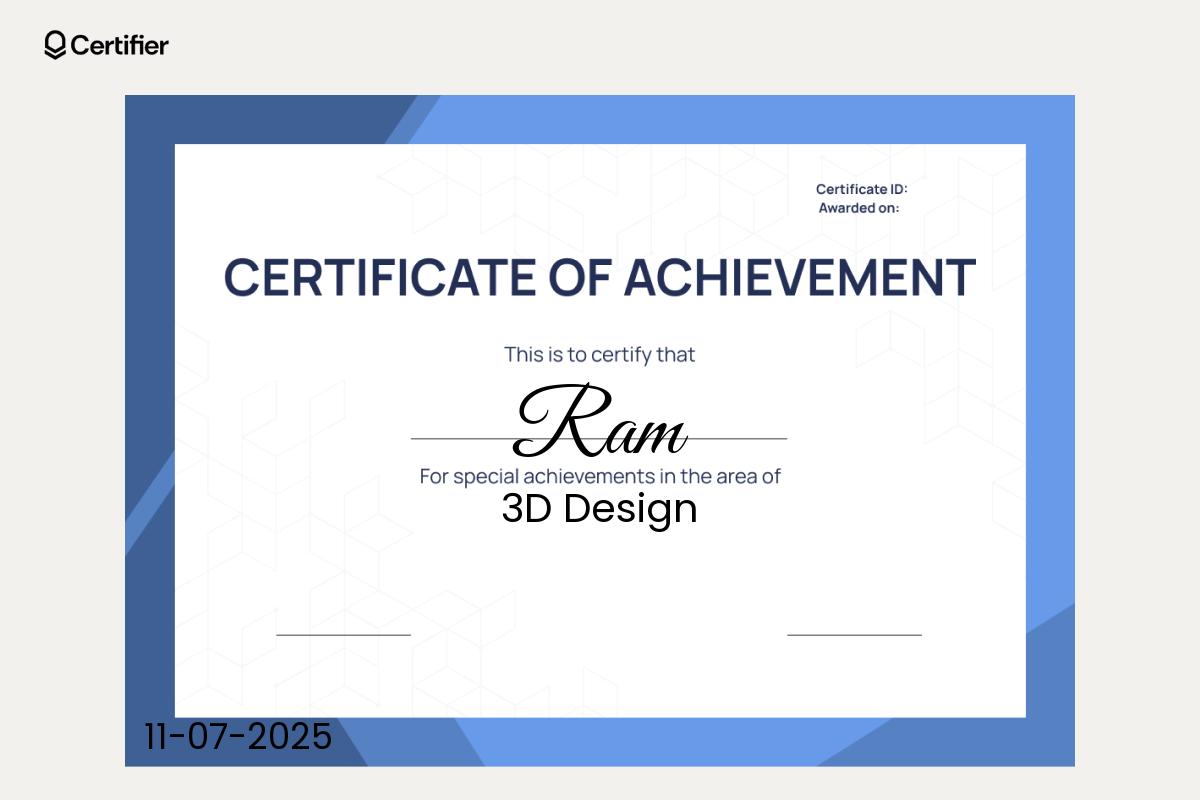 Certifier
Certificate ID:
Awarded on:
CERTIFICATE OF ACHIEVEMENT
This is to certify that
Ram
For special achievements in the area of
3D Design
11-07-2025